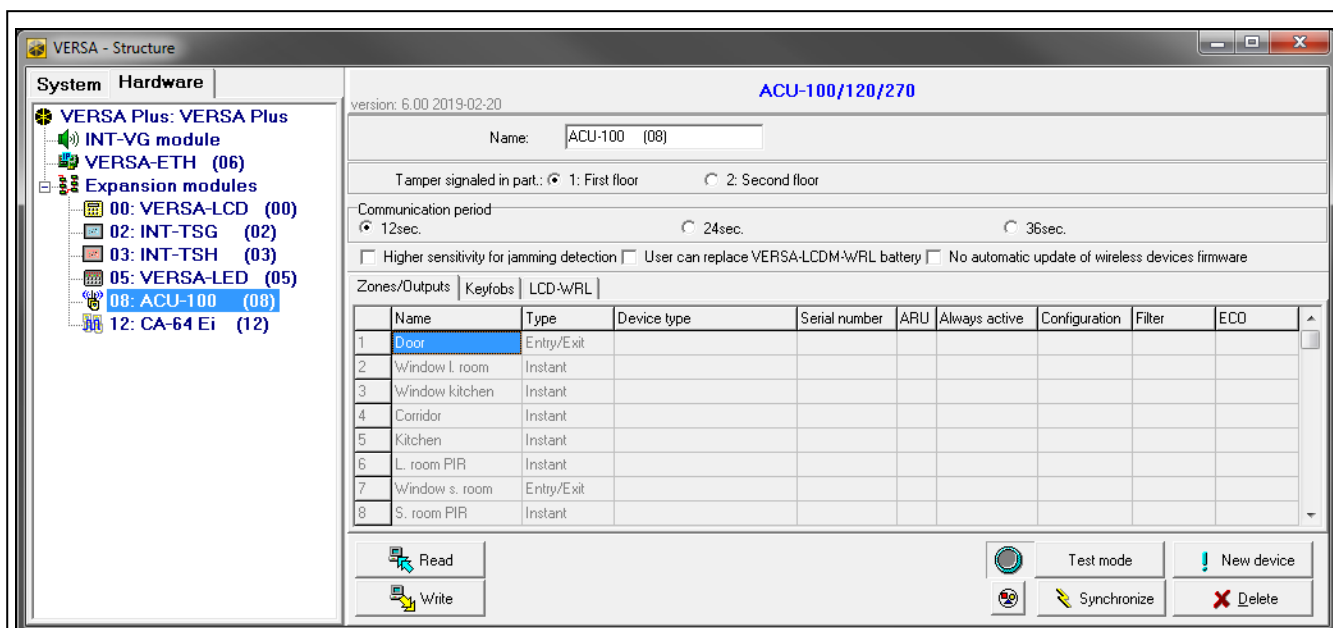 VERSA - Structure
System Hardware
VERSA Plus: VERSA Plus
INT-VG module
VERSA-ETH (06)
Expansion modules
00: VERSA-LCD (00)
02: INT-TSG (02)
03: INT-TSH (03)
05: VERSA-LED (05)
08: ACU-100 (08)
12: CA-64 Ei (12)
ACU-100/120/270
version: 6.00 2019-02-20
Name: ACU-100 (08)
Tamper signaled in part.: 1: First floor 2: Second floor
Communication period
12sec. 24sec. 36sec.
Higher sensitivity for jamming detection User can replace VERSA-LCDM-WRL battery No automatic update of wireless devices firmware
Zones/Outputs Keyfobs LCD-WRL
Name Type Device type Serial number ARU Always active Configuration Filter ECO
1 Door Entry/Exit
2 Window l. room Instant
3 Window kitchen Instant
4 Corridor Instant
5 Kitchen Instant
6 L. room PIR Instant
7 Window s. room Entry/Exit
8 S. room PIR Instant
Read Test mode New device
Write Synchronize Delete